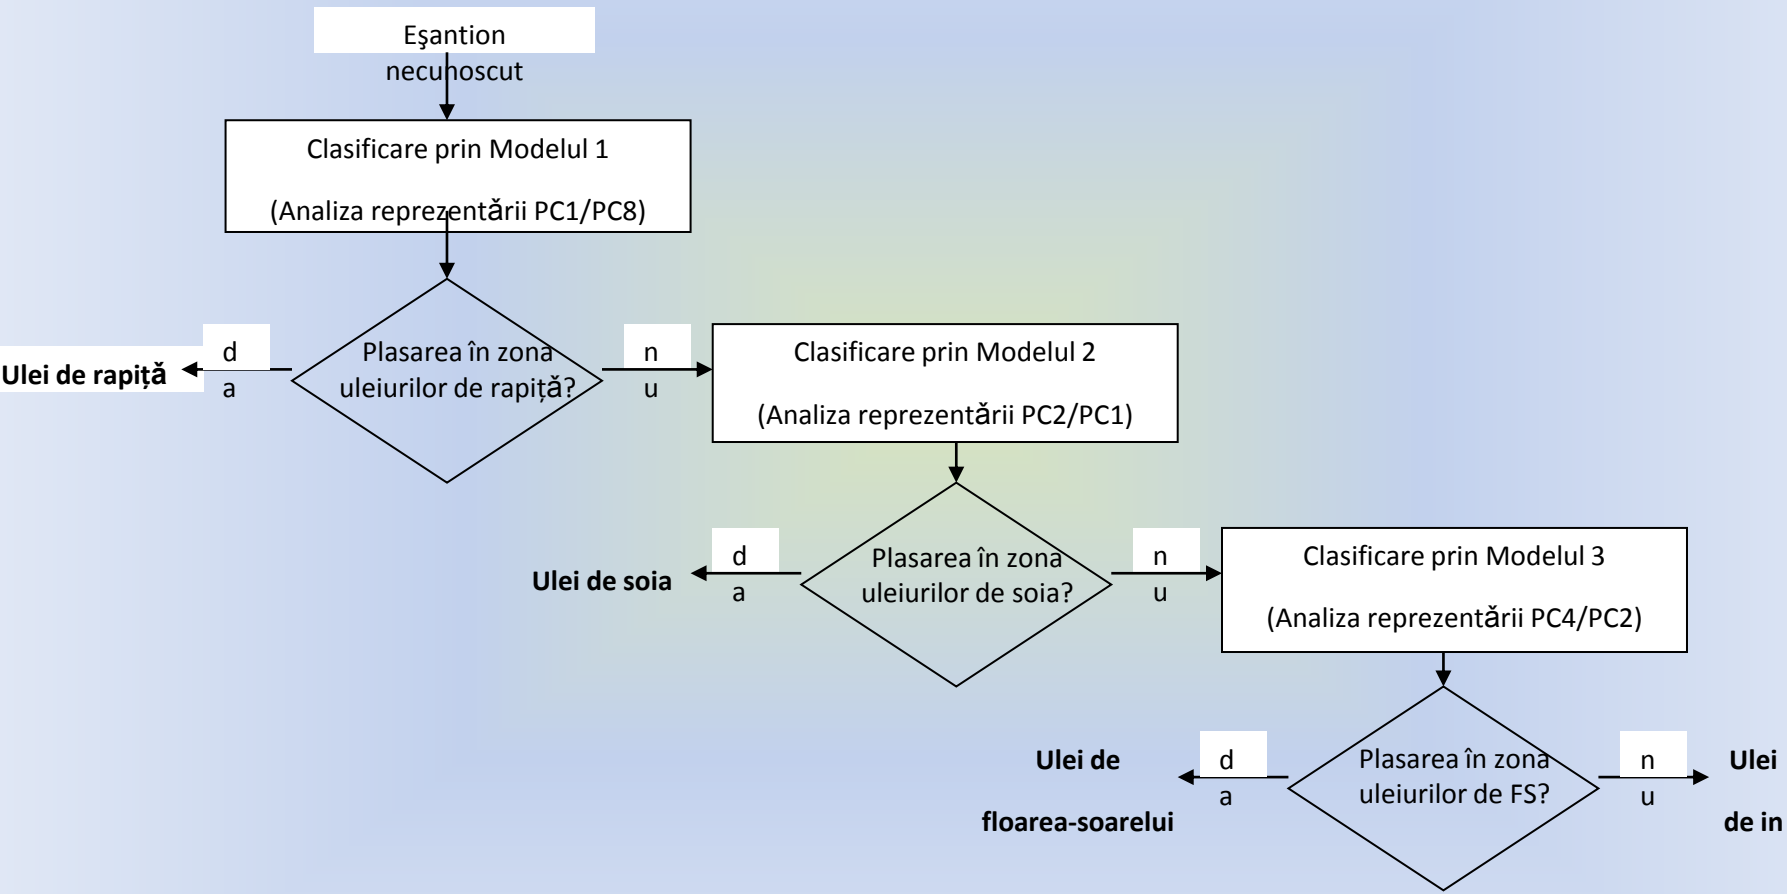 Eşantion
necunoscut
Clasificare prin Modelul 1
(Analiza reprezentării PC1/PC8)
Plasarea în zona
uleiurilor de rapiță?
d
a
Ulei de rapiță
n
u
Clasificare prin Modelul 2
(Analiza reprezentării PC2/PC1)
Plasarea în zona
uleiurilor de soia?
d
a
Ulei de soia
n
u
Clasificare prin Modelul 3
(Analiza reprezentării PC4/PC2)
Plasarea în zona
uleiurilor de FS?
d
a
Ulei de
floarea-soarelui
n
u
Ulei
de in